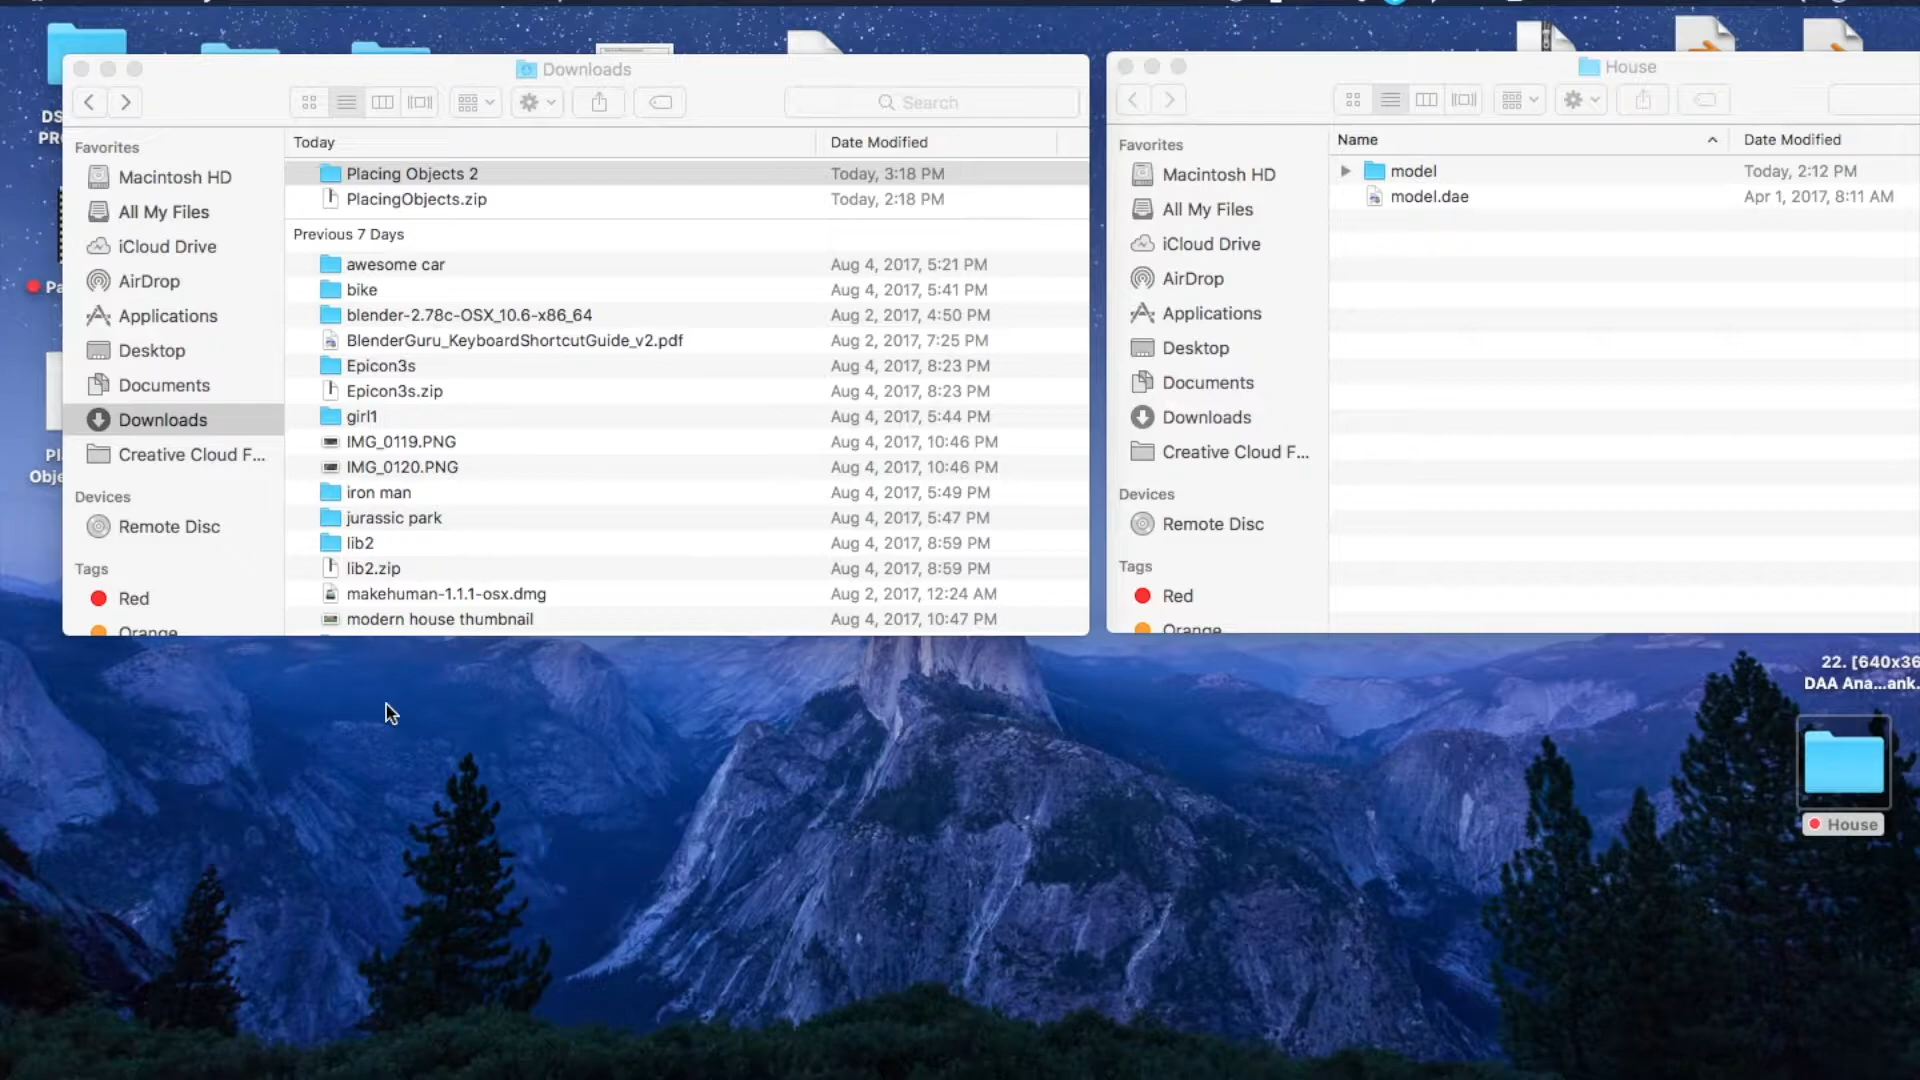 DS
PRO
Pa
Pl
Obje
Downloads
Search
Favorites
Macintosh HD
All My Files
iCloud Drive
AirDrop
Applications
Desktop
Documents
Downloads
Creative Cloud F...
Devices
Remote Disc
Tags
Red
Orange
Today Date Modified
Placing Objects 2 Today, 3:18 PM
PlacingObjects.zip Today, 2:18 PM
Previous 7 Days
awesome car Aug 4, 2017, 5:21 PM
bike Aug 4, 2017, 5:41 PM
blender-2.78c-OSX_10.6-x86_64 Aug 2, 2017, 4:50 PM
BlenderGuru_KeyboardShortcutGuide_v2.pdf Aug 2, 2017, 7:25 PM
Epicon3s Aug 4, 2017, 8:23 PM
Epicon3s.zip Aug 4, 2017, 8:23 PM
girl1 Aug 4, 2017, 5:44 PM
IMG_0119.PNG Aug 4, 2017, 10:46 PM
IMG_0120.PNG Aug 4, 2017, 10:46 PM
iron man Aug 4, 2017, 5:49 PM
jurassic park Aug 4, 2017, 5:47 PM
lib2 Aug 4, 2017, 8:59 PM
lib2.zip Aug 4, 2017, 8:59 PM
makehuman-1.1.1-osx.dmg Aug 2, 2017, 12:24 AM
modern house thumbnail Aug 4, 2017, 10:47 PM
House
Favorites
Macintosh HD
All My Files
iCloud Drive
AirDrop
Applications
Desktop
Documents
Downloads
Creative Cloud F...
Devices
Remote Disc
Tags
Red
Orange
Name Date Modified
model Today, 2:12 PM
model.dae Apr 1, 2017, 8:11 AM
22. [640x36
DAA Ana...ank.
House